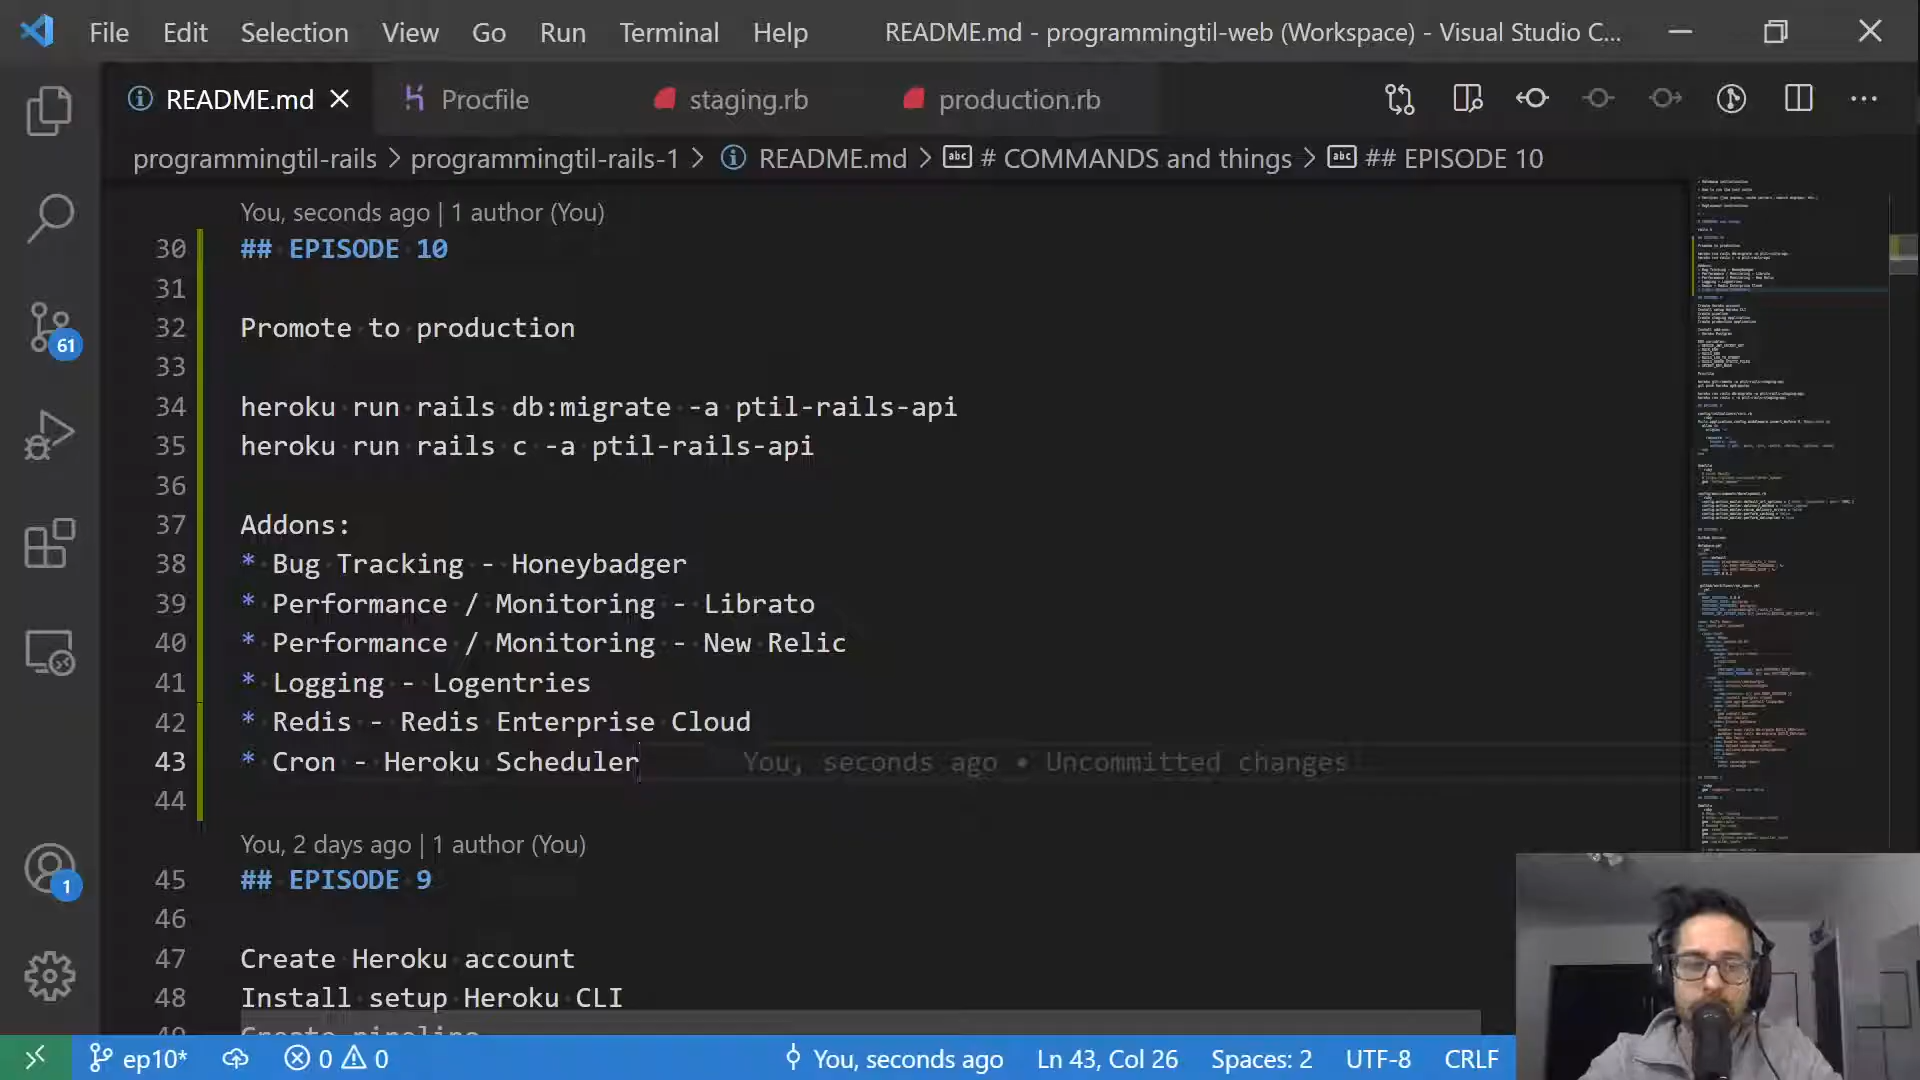 File Edit Selection View Go Run Terminal Help README.md - programmingtil-web (Workspace) - Visual Studio C...
README.md Procfile staging.rb production.rb
programmingtil-rails > programmingtil-rails-1 > README.md > # COMMANDS and things > ## EPISODE 10
You, seconds ago | 1 author (You)
30 ## EPISODE 10
31
32 Promote to production
33
34 heroku run rails db:migrate -a ptil-rails-api
35 heroku run rails c -a ptil-rails-api
36
37 Addons:
38 * Bug Tracking - Honeybadger
39 * Performance / Monitoring - Librato
40 * Performance / Monitoring - New Relic
41 * Logging - Logentries
42 * Redis - Redis Enterprise Cloud
43 * Cron - Heroku Scheduler You, seconds ago • Uncommitted changes
44
You, 2 days ago | 1 author (You)
45 ## EPISODE 9
46
47 Create Heroku account
48 Install setup Heroku CLI
49 Create pipeline
61
1
ep10* 0 0 You, seconds ago Ln 43, Col 26 Spaces: 2 UTF-8 CRLF